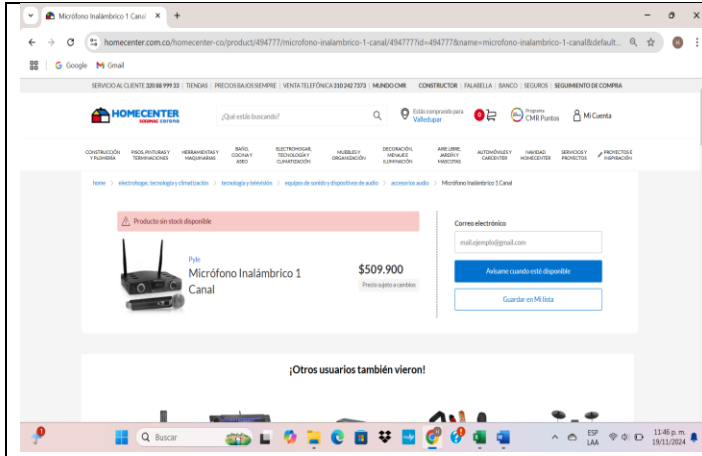 Micrófono Inalámbrico 1 Canal
homecenter.com.co/homecenter-co/product/494777/microfono-inalambrico-1-canal/494777?id=494777&name=microfono-inalambrico-1-canal&default...
Google
Gmail
SERVICIO AL CLIENTE 320 88 999 33 | TIENDAS | PRECIOS BAJOS SIEMPRE | VENTA TELEFÓNICA 310 242 7373 | MUNDO CMR CONSTRUCTOR | FALABELLA | BANCO | SEGUROS | SEGUIMIENTO DE COMPRA
HOMECENTER
SODIMAC corona
¿Qué estás buscando?
Estás comprando para
Valledupar
0
Programa
CMR Puntos
Mi Cuenta
CONSTRUCCIÓN Y PLOMERÍA
PISOS, PINTURAS Y TERMINACIONES
HERRAMIENTAS Y MAQUINARIAS
BAÑO, COCINA Y ASEO
ELECTROHOGAR, TECNOLOGÍA Y CLIMATIZACIÓN
MUEBLES Y ORGANIZACIÓN
DECORACIÓN, MENAJE E ILUMINACIÓN
AIRE LIBRE, JARDÍN Y MASCOTAS
AUTOMÓVILES Y CARCENTER
NAVIDAD HOMECENTER
SERVICIOS Y PROYECTOS
PROYECTOS E INSPIRACIÓN
home > electrohogar, tecnología y climatización > tecnología y televisión > equipos de sonido y dispositivos de audio > accesorios audio > Micrófono Inalámbrico 1 Canal
Producto sin stock disponible
Pyle
Micrófono Inalámbrico 1
Canal
$509.900
Precio sujeto a cambios
Correo electrónico
mail.ejemplo@gmail.com
Avísame cuando esté disponible
Guardar en Mi lista
¡Otros usuarios también vieron!
Buscar
ESP
LAA
11:46 p. m.
19/11/2024